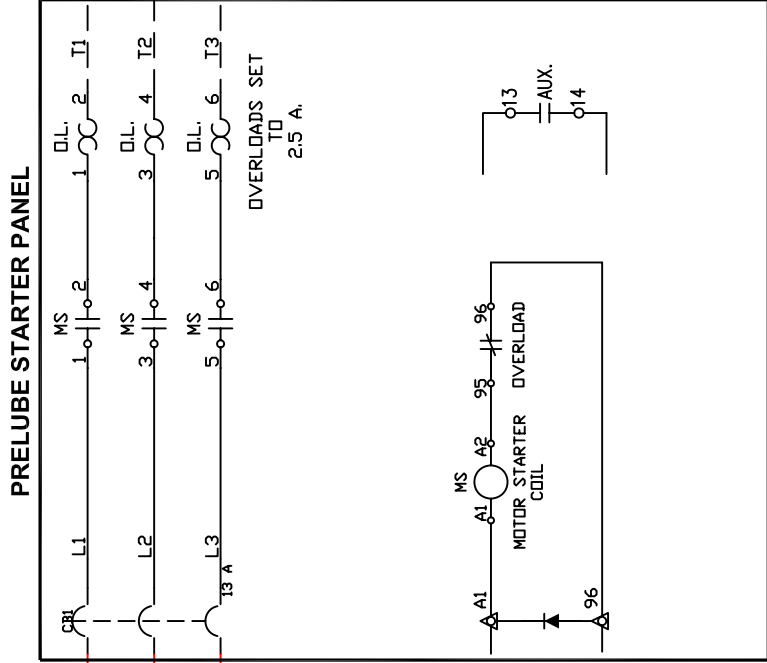 PRELUBE STARTER PANEL
CB1
L1
1
MS
2
1
O.L.
2
T1
L2
3
4
3
O.L.
4
T2
L3
13 A
5
MS
6
5
O.L.
6
T3
MS
OVERLOADS SET
TO
2.5 A.
A1
96
A1
MS
A2
MOTOR STARTER
COIL
95
96
OVERLOAD
13
AUX.
14